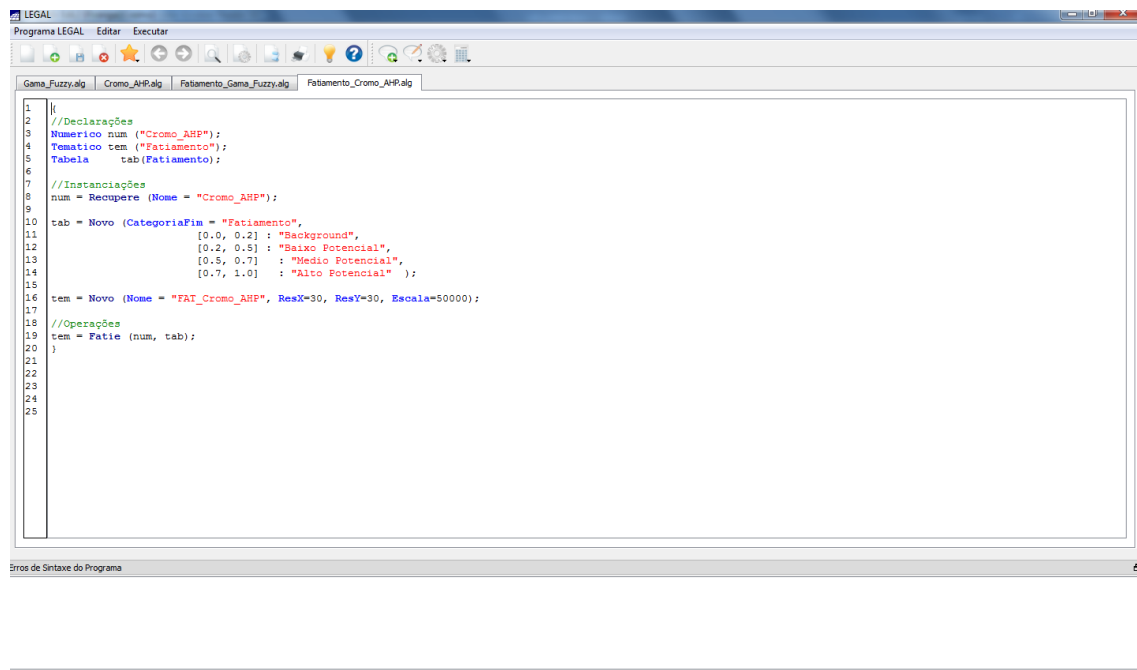 LEGAL
Programa LEGAL Editar Executar
Gama_Fuzzy.alg Cromo_AHP.alg Fatiamento_Gama_Fuzzy.alg Fatiamento_Cromo_AHP.alg
1 {
2 //Declarações
3 Numerico num ("Cromo_AHP");
4 Tematico tem ("Fatiamento");
5 Tabela tab(Fatiamento);
6
7 //Instanciações
8 num = Recupere (Nome = "Cromo_AHP");
9
10 tab = Novo (CategoriaFim = "Fatiamento",
11 [0.0, 0.2] : "Background",
12 [0.2, 0.5] : "Baixo Potencial",
13 [0.5, 0.7] : "Medio Potencial",
14 [0.7, 1.0] : "Alto Potencial" );
15
16 tem = Novo (Nome = "FAT_Cromo_AHP", ResX=30, ResY=30, Escala=50000);
17
18 //Operações
19 tem = Fatie (num, tab);
20 }
21
22
23
24
25
Erros de Sintaxe do Programa